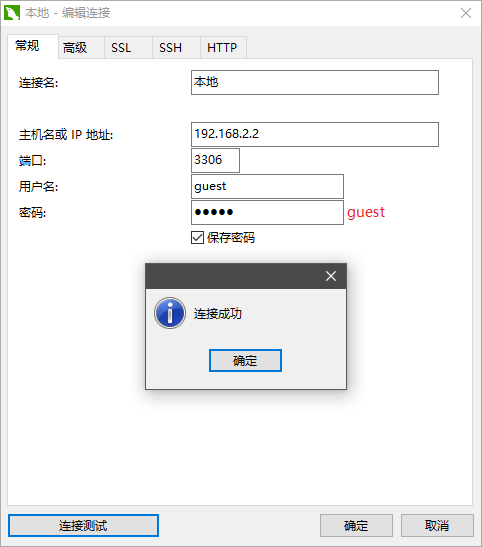 本地 - 编辑连接
常规 高级 SSL SSH HTTP
连接名: 本地
主机名或 IP 地址: 192.168.2.2
端口: 3306
用户名: guest
密码: ●●●●● guest
保存密码
连接成功
确定
连接测试 确定 取消